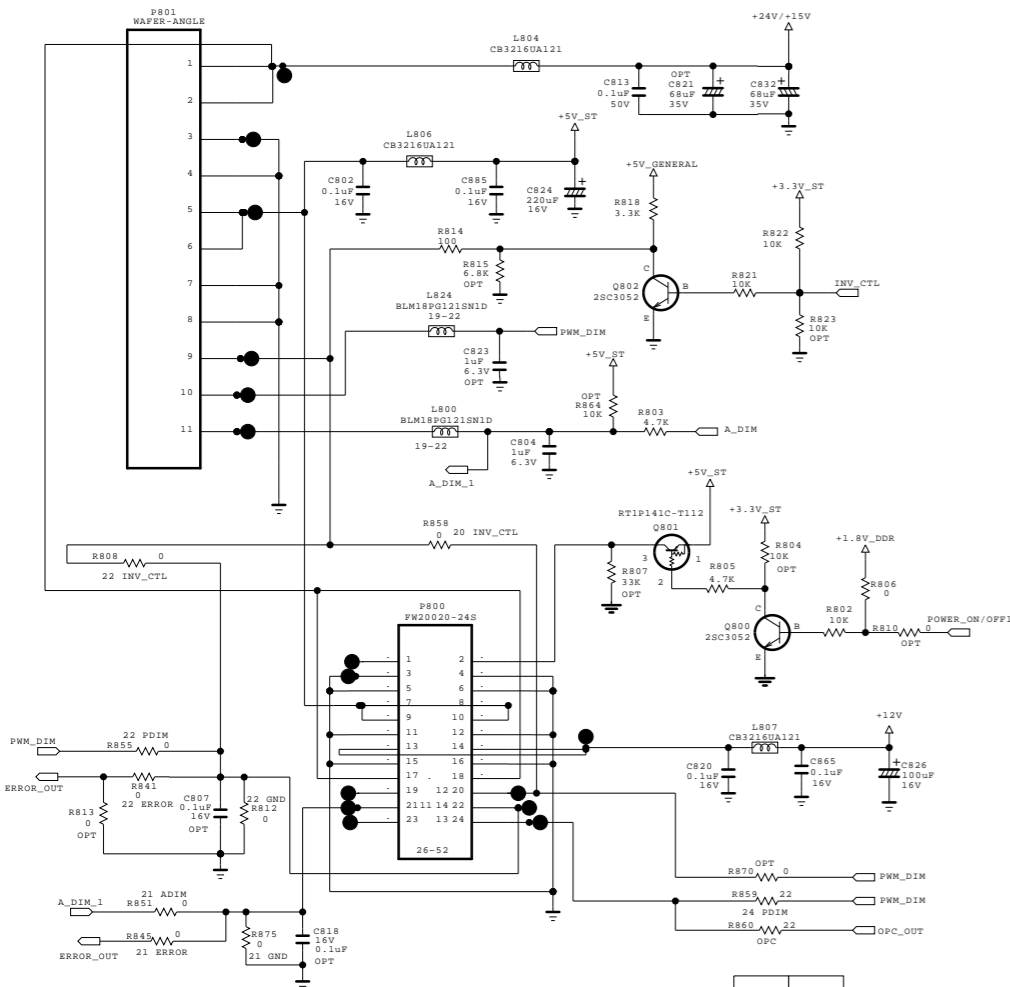 P801
WAFER-ANGLE
1
2
3
4
5
6
7
8
9
10
11
+24V/+15V
L804
CB3216UA121
C813
0.1uF
50V
OPT
C821
68uF
35V
C832
68uF
35V
+5V_ST
L806
CB3216UA121
C802
0.1uF
16V
C885
0.1uF
16V
C824
220uF
16V
+5V_GENERAL
R818
3.3K
+3.3V_ST
R822
10K
R814
100
R815
6.8K
OPT
C
Q802
2SC3052
B
E
R821
10K
INV_CTL
R823
10K
OPT
L824
BLM18PG121SN1D
19-22
PWM_DIM
C823
1uF
6.3V
OPT
+5V_ST
OPT
R864
10K
R803
4.7K
A_DIM
L800
BLM18PG121SN1D
19-22
C804
1uF
6.3V
A_DIM_1
+5V_ST
RT1P141C-T112
Q801
3
1
2
+3.3V_ST
R804
10K
OPT
+1.8V_DDR
R806
0
R858
0
20 INV_CTL
R808
0
22 INV_CTL
R807
33K
OPT
R805
4.7K
C
Q800
2SC3052
B
E
R802
10K
R810
0
OPT
POWER_ON/OFF1
P800
FW20020-24S
1
2
3
4
5
6
7
8
9
10
11
12
13
14
15
16
17
18
19
12
20
21
11
14
22
23
13
24
26-52
+12V
L807
CB3216UA121
C820
0.1uF
16V
C865
0.1uF
16V
C826
100uF
16V
PWM_DIM
22 PDIM
R855
0
ERROR_OUT
R841
0
22 ERROR
R813
0
OPT
C807
0.1uF
16V
OPT
22 GND
R812
0
OPT
R870
0
PWM_DIM
R859
22
PWM_DIM
24 PDIM
R860
22
OPC_OUT
OPC
A_DIM_1
21 ADIM
R851
0
ERROR_OUT
R845
0
21 ERROR
R875
0
21 GND
C818
16V
0.1uF
OPT